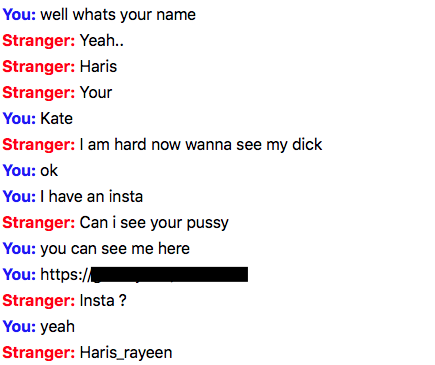 You: well whats your name
Stranger: Yeah..
Stranger: Haris
Stranger: Your
You: Kate
Stranger: I am hard now wanna see my dick
You: ok
You: I have an insta
Stranger: Can i see your pussy
You: you can see me here
You: https://
Stranger: Insta ?
You: yeah
Stranger: Haris_rayeen